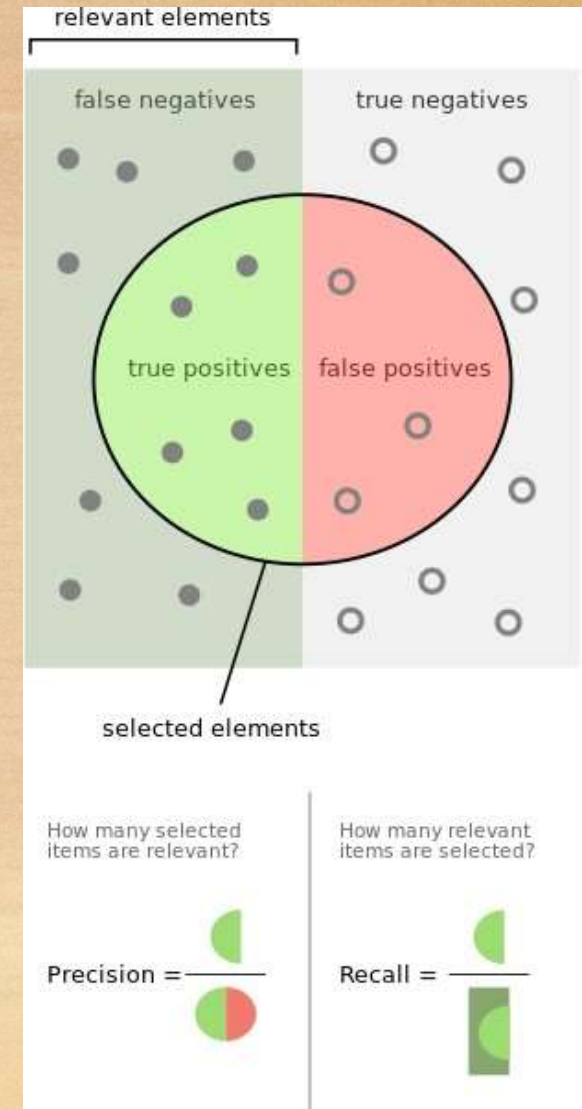 relevant elements
false negatives
true negatives
true positives
false positives
selected elements
How many selected
items are relevant?
Precision =
How many relevant
items are selected?
Recall =